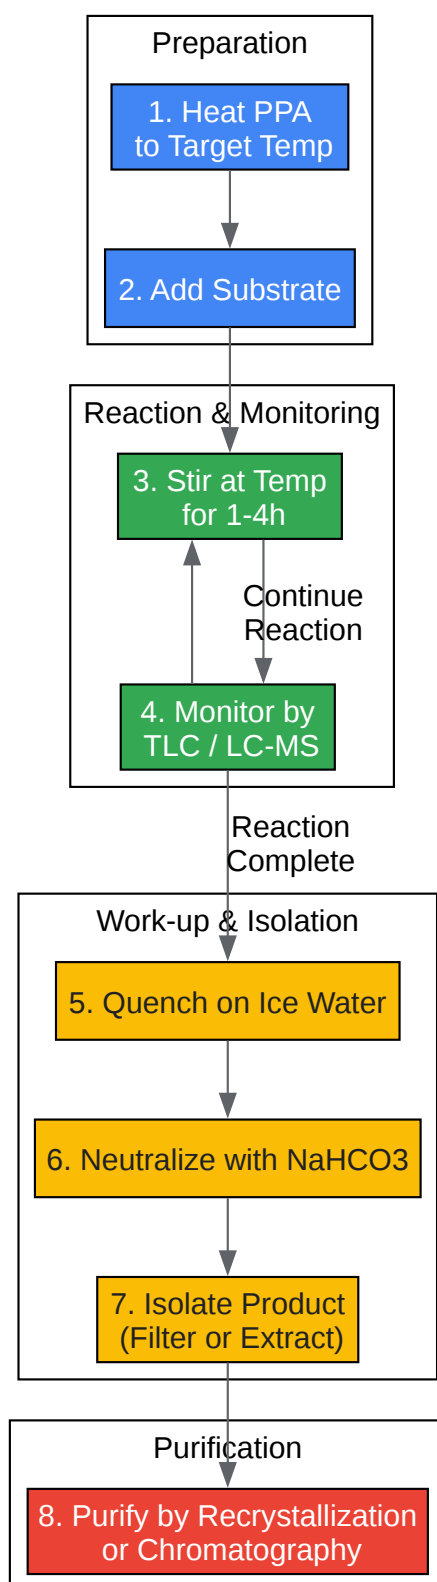 Preparation
1. Heat PPA
to Target Temp
2. Add Substrate
Reaction & Monitoring
3. Stir at Temp
for 1-4h
Continue
Reaction
4. Monitor by
TLC / LC-MS
Reaction
Complete
Work-up & Isolation
5. Quench on Ice Water
6. Neutralize with NaHCO3
7. Isolate Product
(Filter or Extract)
Purification
8. Purify by Recrystallization
or Chromatography